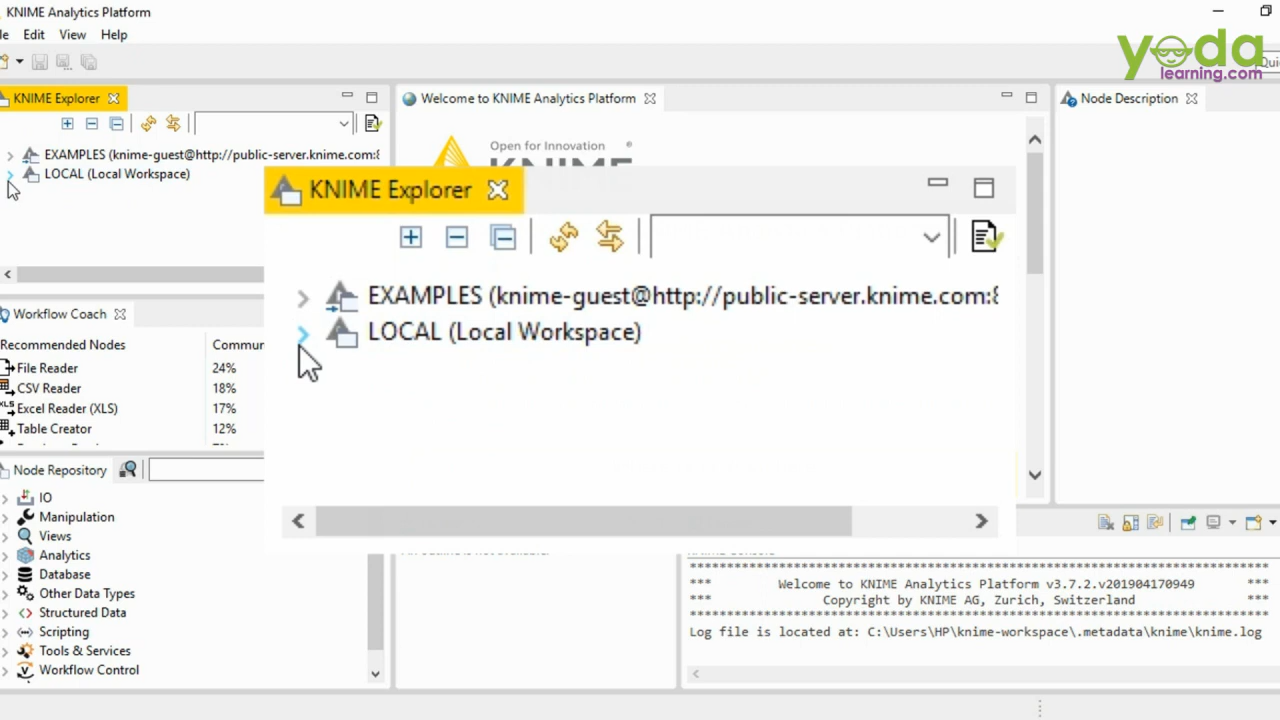 KNIME Analytics Platform
Edit View Help
yoda
learning.com
KNIME Explorer
EXAMPLES (knime-guest@http://public-server.knime.com:8
LOCAL (Local Workspace)
Welcome to KNIME Analytics Platform
Open for Innovation ®
KNIME
Node Description
KNIME Explorer
EXAMPLES (knime-guest@http://public-server.knime.com:8
LOCAL (Local Workspace)
Workflow Coach
Recommended Nodes Commun
File Reader 24%
CSV Reader 18%
Excel Reader (XLS) 17%
Table Creator 12%
Node Repository
IO
Manipulation
Views
Analytics
Database
Other Data Types
Structured Data
Scripting
Tools & Services
Workflow Control
*** Welcome to KNIME Analytics Platform v3.7.2.v201904170949 ***
*** Copyright by KNIME AG, Zurich, Switzerland ***
Log file is located at: C:\Users\HP\knime-workspace\.metadata\knime\knime.log